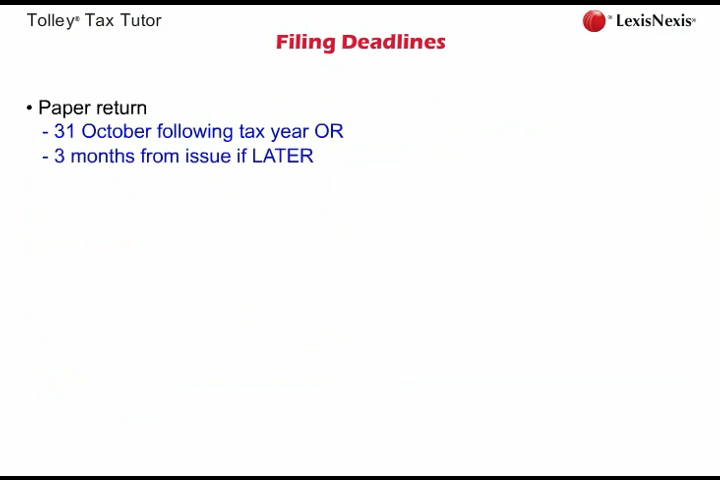 Tolley® Tax Tutor
LexisNexis®
Filing Deadlines
• Paper return
- 31 October following tax year OR
- 3 months from issue if LATER